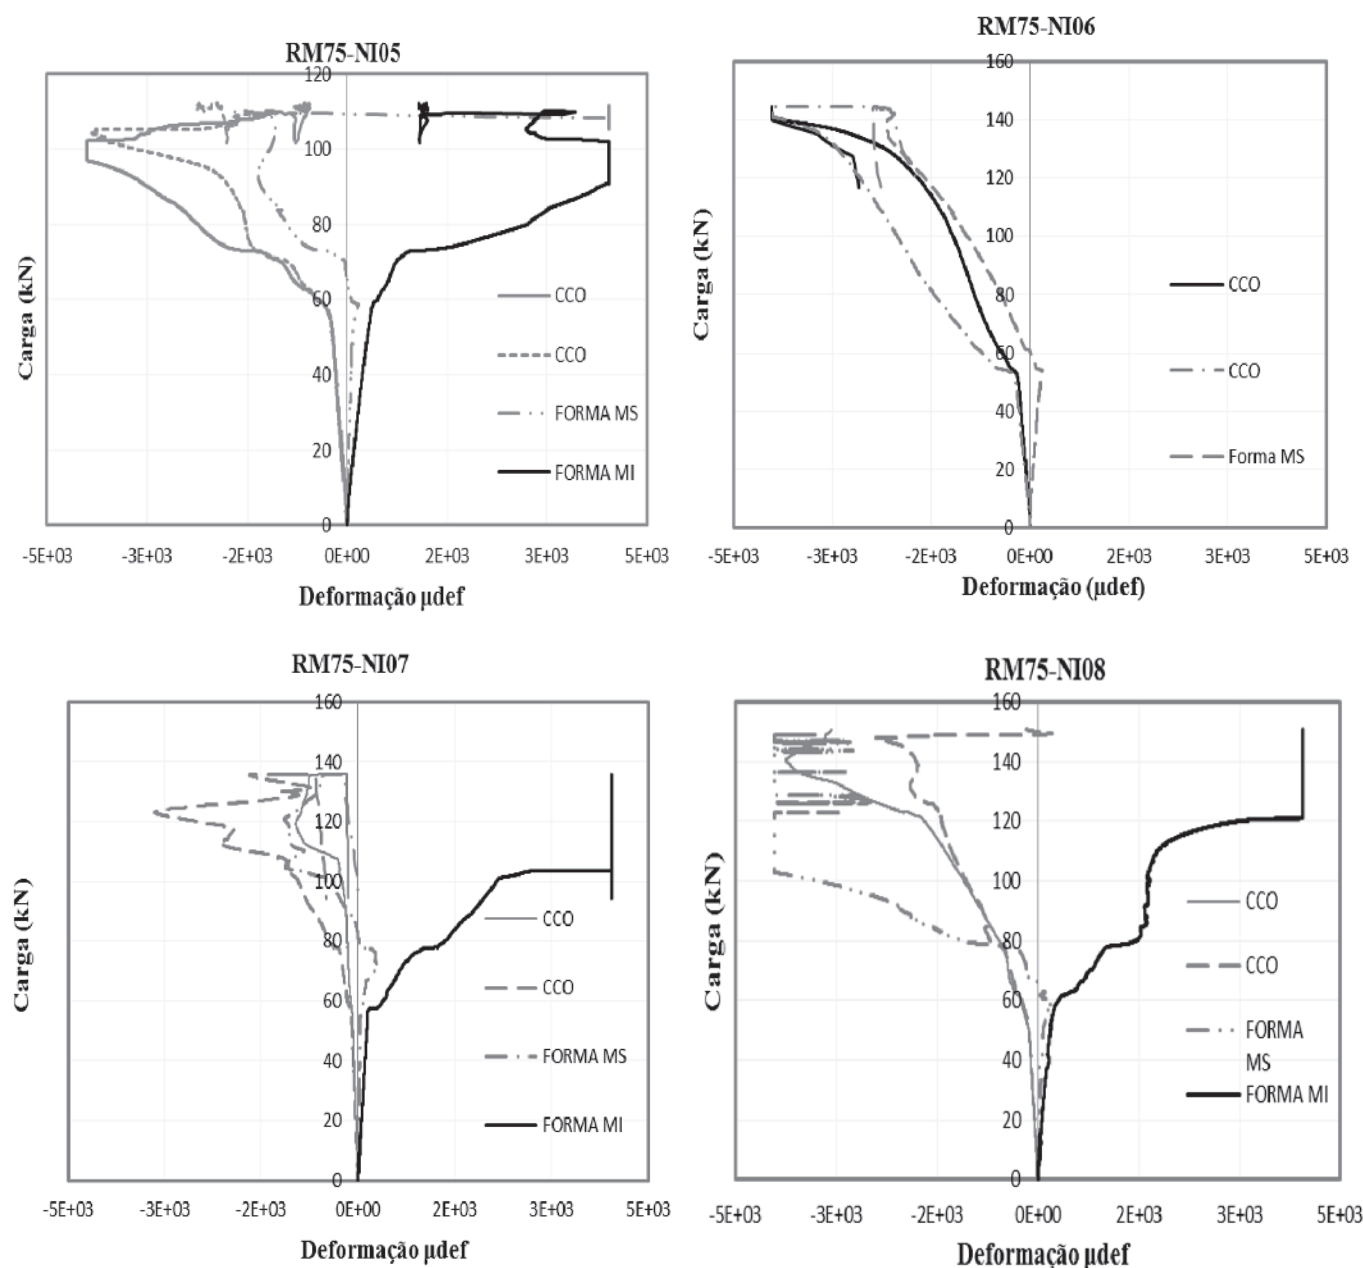 RM75-NI05
120
100
80
60
40
20
0
Carga (kN)
CCO
CCO
FORMA MS
FORMA MI
-5E+03 -3E+03 -2E+03 0E+00 2E+03 3E+03 5E+03
Deformação μdef
RM75-NI06
160
140
120
100
80
60
40
20
0
Carga (kN)
CCO
CCO
Forma MS
-5E+03 -3E+03 -2E+03 0E+00 2E+03 3E+03 5E+03
Deformação (μdef)
RM75-NI07
160
140
120
100
80
60
40
20
0
Carga (kN)
CCO
CCO
FORMA MS
FORMA MI
-5E+03 -3E+03 -2E+03 0E+00 2E+03 3E+03 5E+03
Deformação μdef
RM75-NI08
160
140
120
100
80
60
40
20
0
Carga (kN)
CCO
CCO
FORMA
MS
FORMA MI
-5E+03 -3E+03 -2E+03 0E+00 2E+03 3E+03 5E+03
Deformação μdef